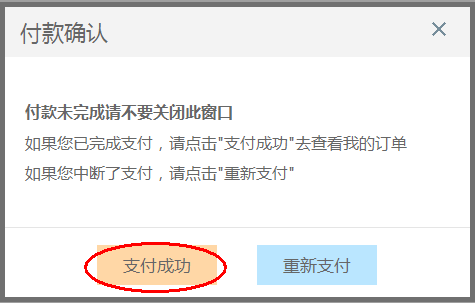 付款确认
付款未完成请不要关闭此窗口
如果您已完成支付，请点击"支付成功"去查看我的订单
如果您中断了支付，请点击"重新支付"
支付成功
重新支付